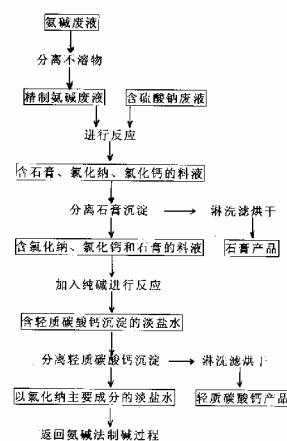 氨碱废液
分离不溶物
精制氨碱废液 含硫酸钠废液
进行反应
含石膏、氯化纳、氯化钙的料液
分离石膏沉淀 淋洗滤烘干
含氯化纳、氯化钙和石膏的料液 石膏产品
加入纯碱进行反应
含轻质碳酸钙沉淀的淡盐水
分离轻质碳酸钙沉淀 淋洗滤烘干
以氯化纳主要成分的淡盐水 轻质碳酸钙产品
返回氨碱法制碱过程